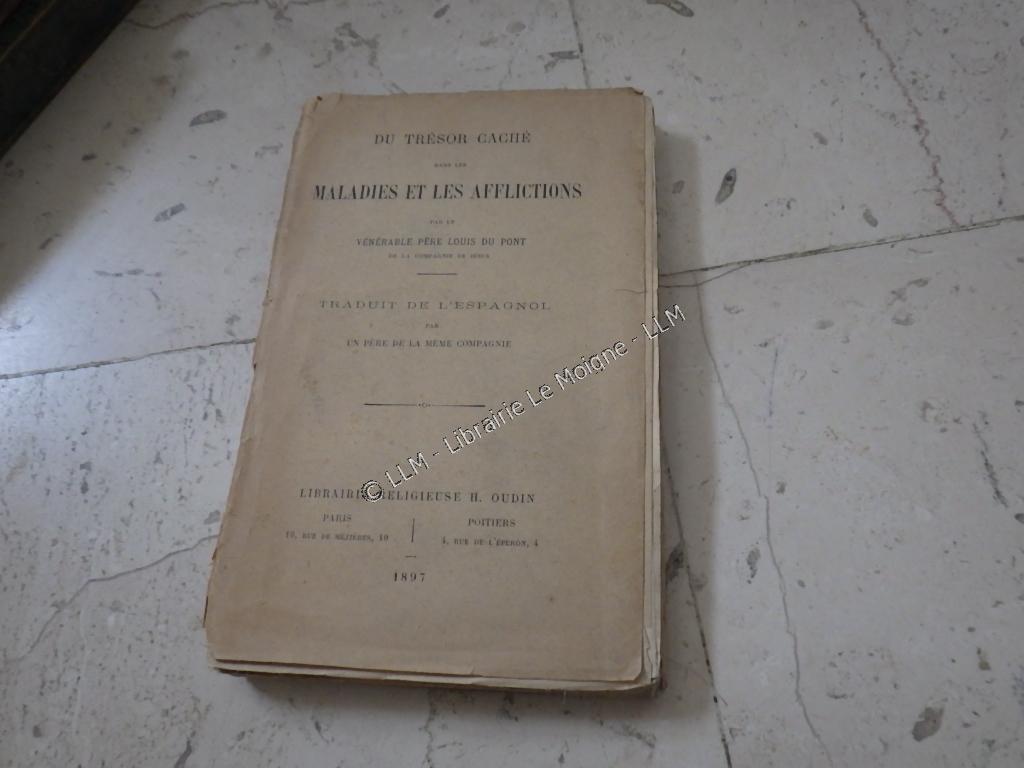 DU TRÉSOR CACHÉ
DANS LES
MALADIES ET LES AFFLICTIONS
PAR LE
VÉNÉRABLE PÈRE LOUIS DU PONT
DE LA COMPAGNIE DE JÉSUS
TRADUIT DE L'ESPAGNOL
PAR
UN PÈRE DE LA MÊME COMPAGNIE
© LLM - Librairie Le Moigne - LLM
LIBRAIRIE RELIGIEUSE H. OUDIN
PARIS
10, RUE DE MÉZIÈRES, 10
POITIERS
4, RUE DE L'ÉPERON, 4
1897